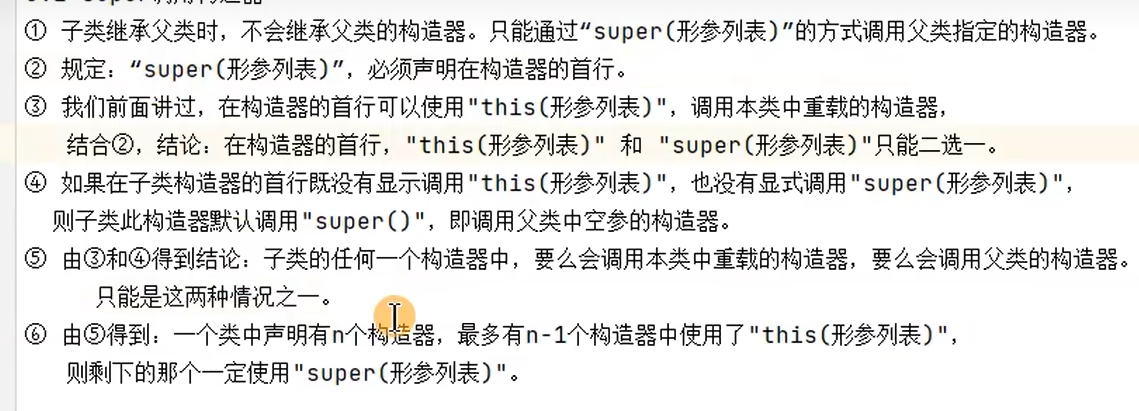 ① 子类继承父类时，不会继承父类的构造器。只能通过“super(形参列表)”的方式调用父类指定的构造器。
② 规定：“super(形参列表)”，必须声明在构造器的首行。
③ 我们前面讲过，在构造器的首行可以使用"this(形参列表)"，调用本类中重载的构造器，
结合②，结论：在构造器的首行，"this(形参列表)" 和 "super(形参列表)"只能二选一。
④ 如果在子类构造器的首行既没有显示调用"this(形参列表)"，也没有显式调用"super(形参列表)"，
则子类此构造器默认调用"super()"，即调用父类中空参的构造器。
⑤ 由③和④得到结论：子类的任何一个构造器中，要么会调用本类中重载的构造器，要么会调用父类的构造器。
只能是这两种情况之一。
⑥ 由⑤得到：一个类中声明有n个构造器，最多有n-1个构造器中使用了"this(形参列表)"，
则剩下的那个一定使用"super(形参列表)"。